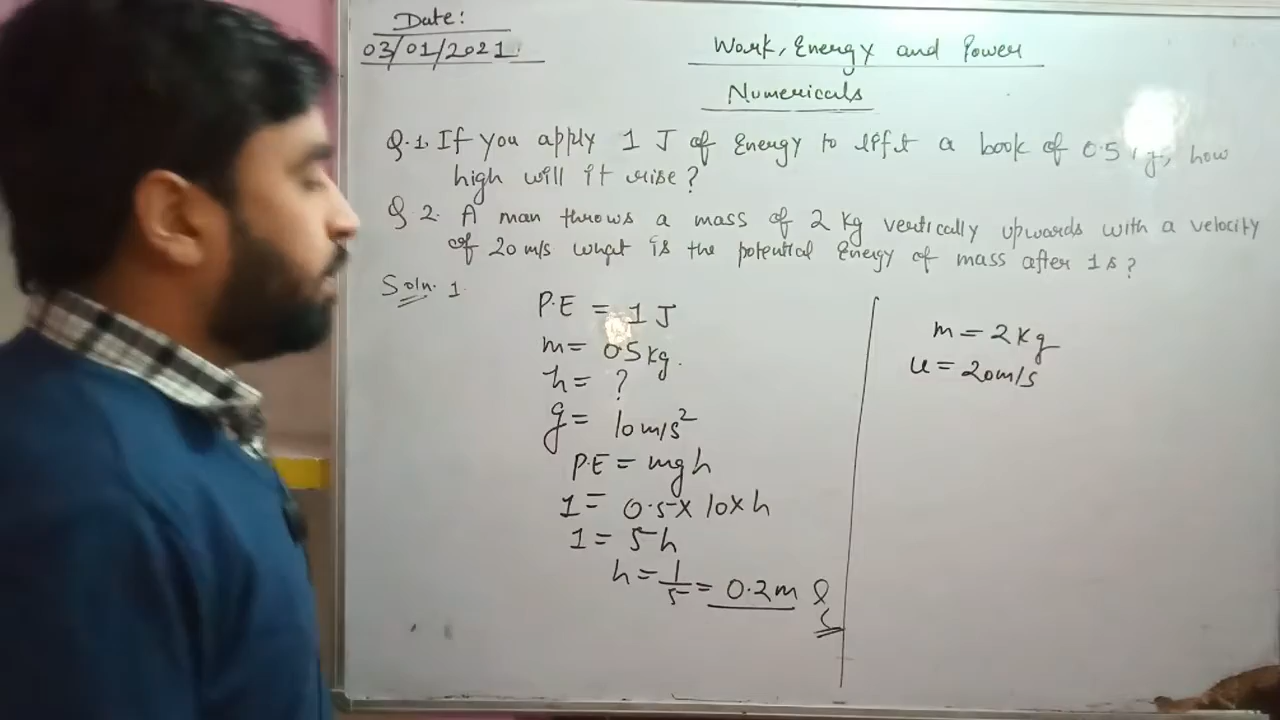 Date:
03/01/2021
Work, Energy and Power
Numericals
Q.1. If you apply 1 J of Energy to lift a book of 0.5 kg, how
high will it rise?
Q 2. A man throws a mass of 2 kg vertically upwards with a velocity
of 20 m/s what is the potential Energy of mass after 1s?
Soln. 1.
P.E = 1 J
m = 0.5 kg.
h = ?
g = 10 m/s²
P.E = mgh
1 = 0.5 × 10 × h
1 = 5h
h = 1/5 = 0.2 m
m = 2 kg
u = 20 m/s